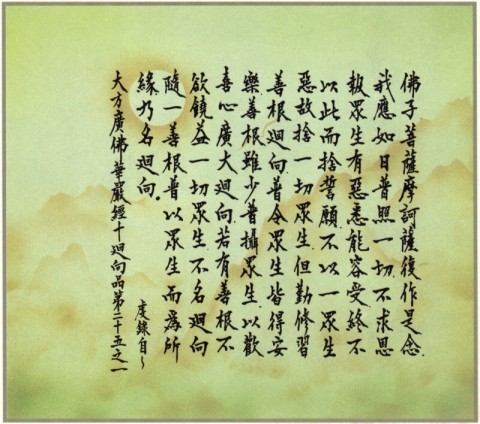 佛子菩薩摩訶薩復作是念
我應如日普照一切不求恩
報眾生有惡悉能容受終不
以此而捨誓願不以一眾生
惡故捨一切眾生但勤修習
善根迴向普令眾生皆得安
樂善根雖少普攝眾生以歡
喜心廣大迴向若有善根不
欲饒益一切眾生不名迴向
隨一善根普以眾生而為所
緣乃名迴向。
度錄自~
大方廣佛華嚴經十迴向品第二十五之一